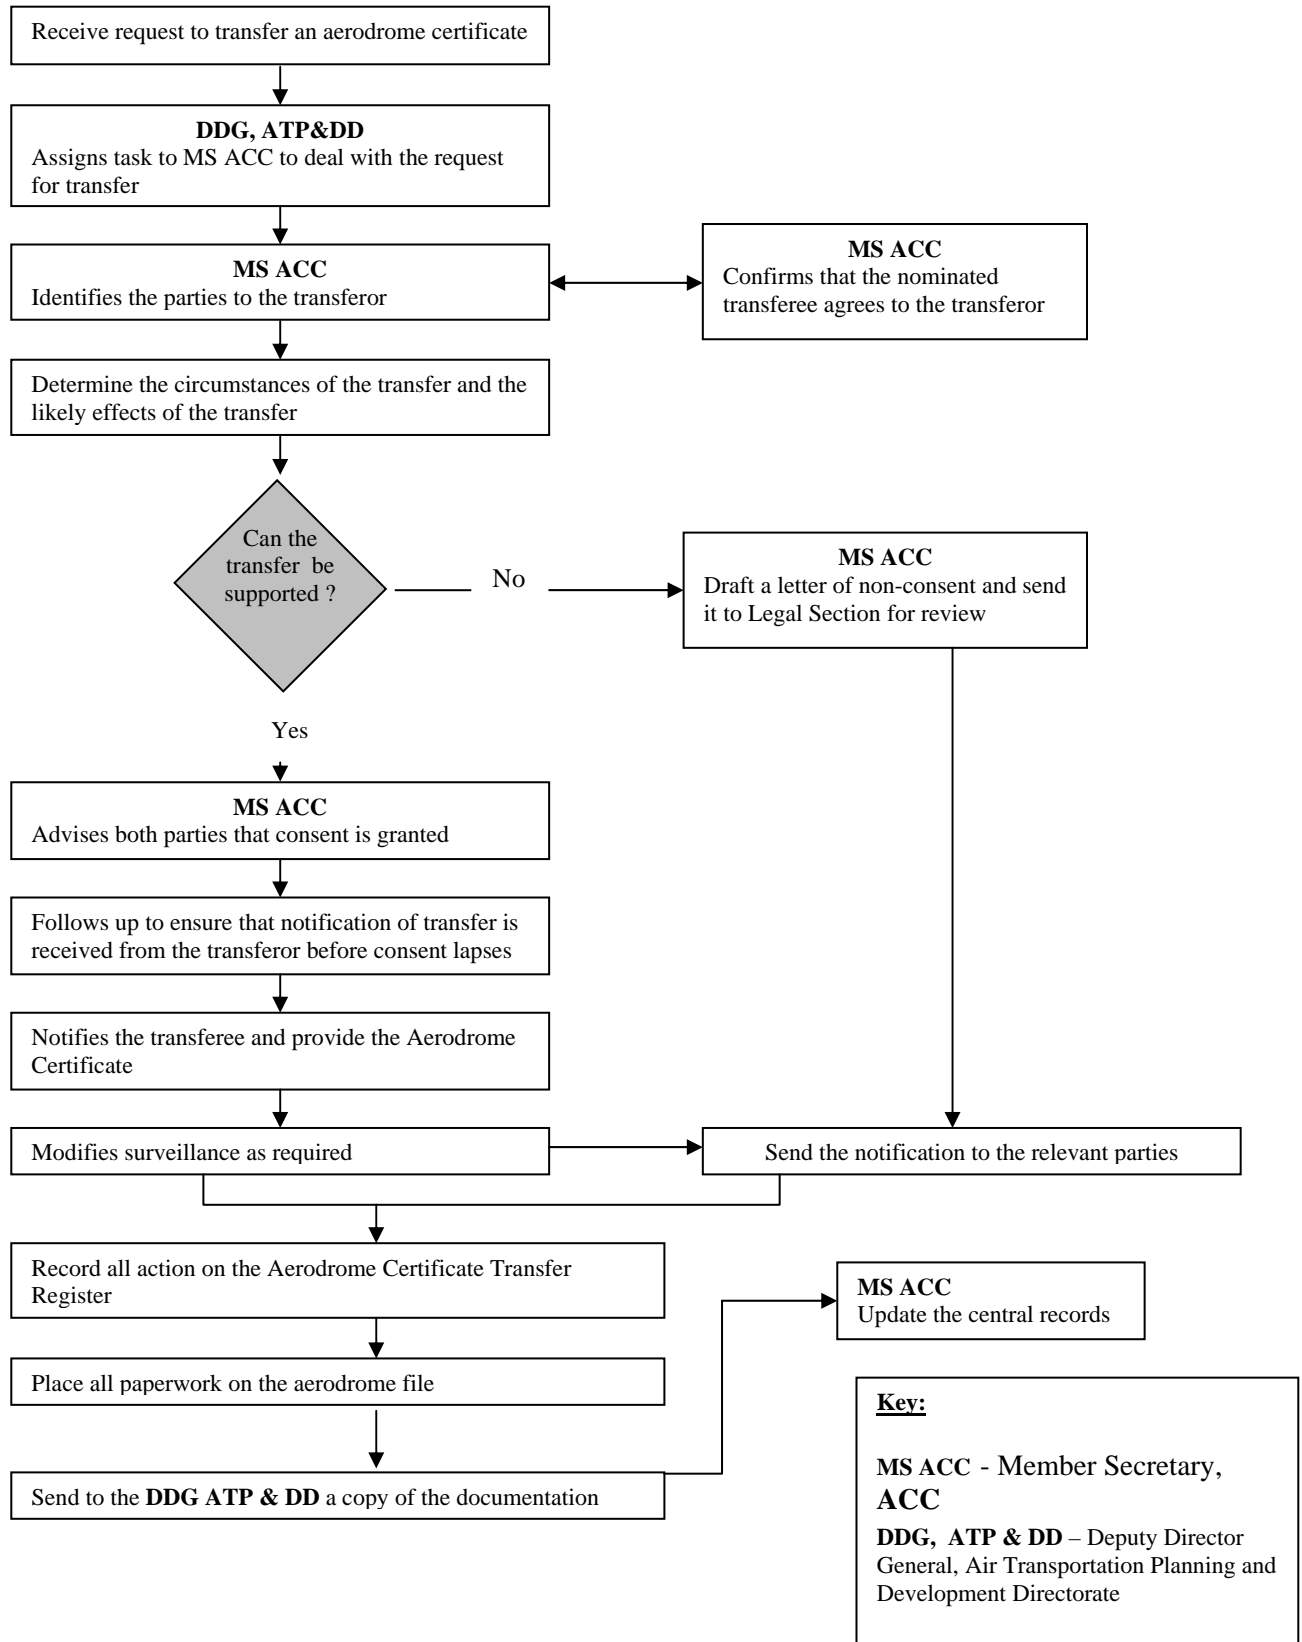 Receive request to transfer an aerodrome certificate
DDG, ATP&DD
Assigns task to MS ACC to deal with the request
for transfer
MS ACC
Identifies the parties to the transferor
MS ACC
Confirms that the nominated
transferee agrees to the transferor
Determine the circumstances of the transfer and the
likely effects of the transfer
Can the
transfer be
supported ?
No
MS ACC
Draft a letter of non-consent and send
it to Legal Section for review
Yes
MS ACC
Advises both parties that consent is granted
Follows up to ensure that notification of transfer is
received from the transferor before consent lapses
Notifies the transferee and provide the Aerodrome
Certificate
Modifies surveillance as required
Send the notification to the relevant parties
Record all action on the Aerodrome Certificate Transfer
Register
MS ACC
Update the central records
Place all paperwork on the aerodrome file
Send to the DDG ATP & DD a copy of the documentation
Key:
MS ACC - Member Secretary,
ACC
DDG, ATP & DD – Deputy Director
General, Air Transportation Planning and
Development Directorate